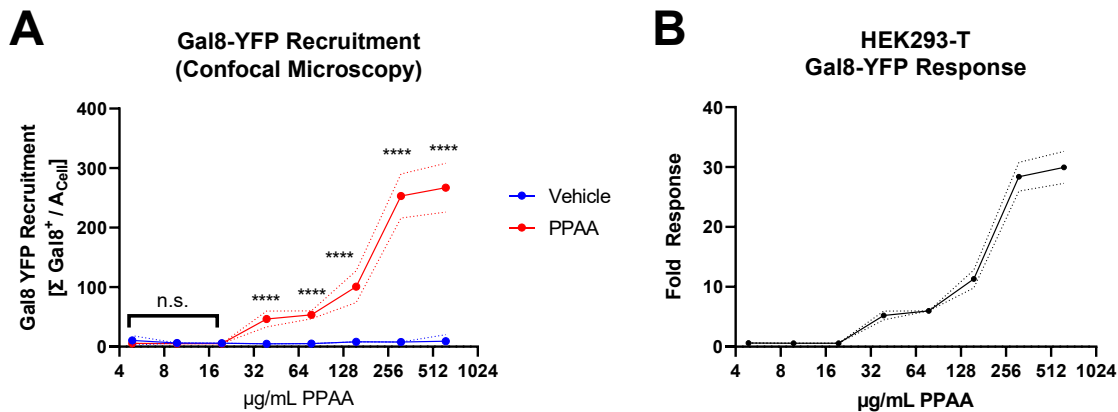 A
Gal8-YFP Recruitment
(Confocal Microscopy)
Gal8 YFP Recruitment
[Σ Gal8⁺ / A_Cell]
400
300
200
100
0
n.s.
****
****
****
****
****
4 8 16 32 64 128 256 512 1024
µg/mL PPAA
Vehicle
PPAA
B
HEK293-T
Gal8-YFP Response
Fold Response
40
30
20
10
0
4 8 16 32 64 128 256 512 1024
µg/mL PPAA